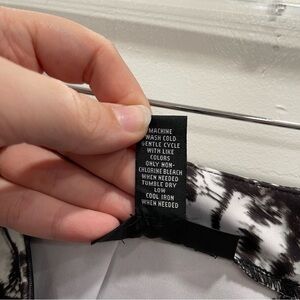 MACHINE
WASH COLD
GENTLE CYCLE
WITH LIKE
COLORS
ONLY NON-
CHLORINE BLEACH
WHEN NEEDED
TUMBLE DRY
LOW
COOL IRON
WHEN NEEDED